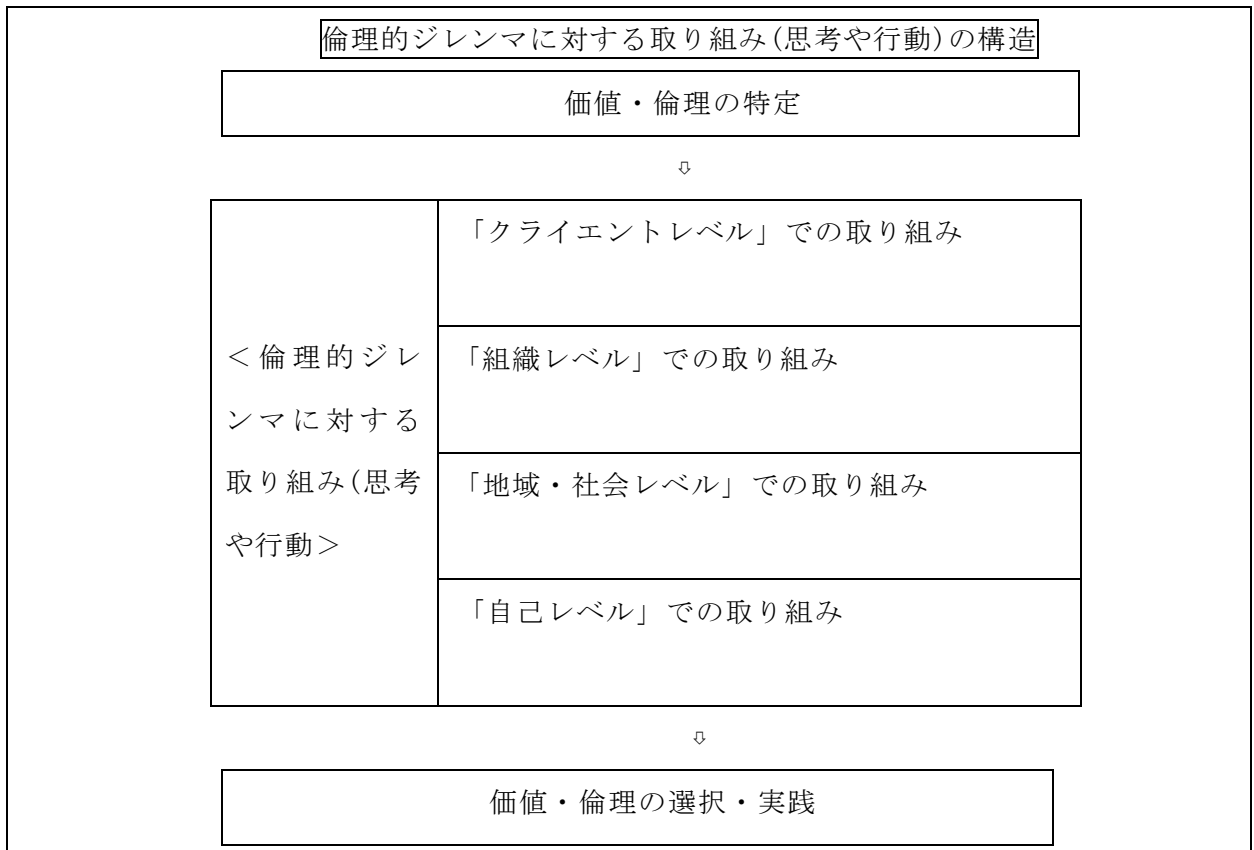 倫理的ジレンマに対する取り組み(思考や行動)の構造
価値・倫理の特定
⇩
「クライエントレベル」での取り組み
＜倫理的ジレ
ンマに対する
取り組み(思考
や行動＞
「組織レベル」での取り組み
「地域・社会レベル」での取り組み
「自己レベル」での取り組み
⇩
価値・倫理の選択・実践